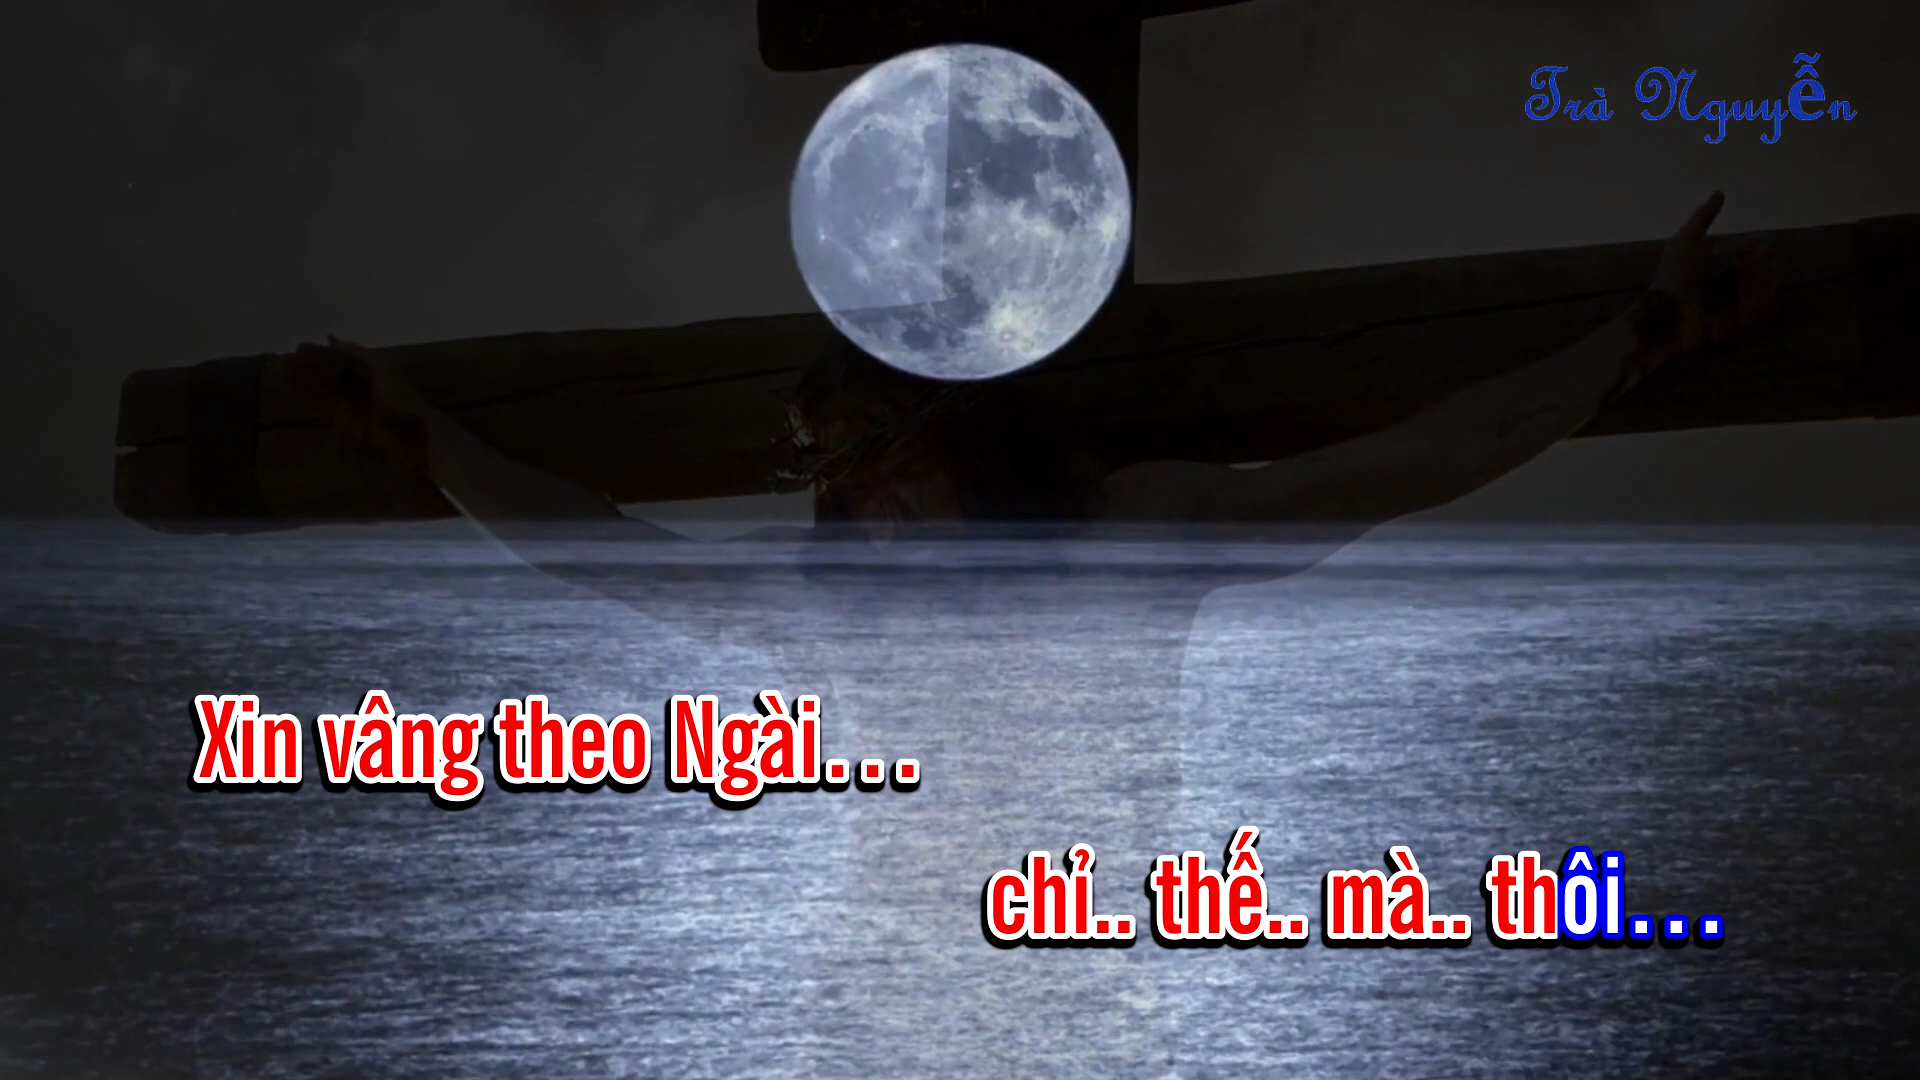 Trà Nguyễn
Xin vâng theo Ngài...
chỉ.. thế.. mà.. thôi...